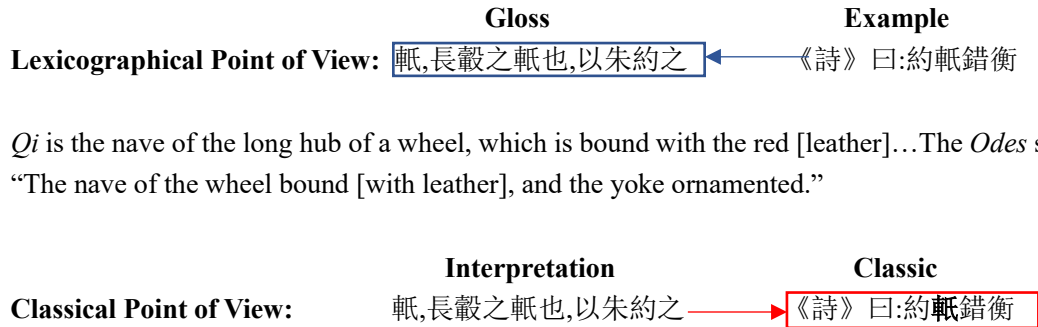 Gloss Example
Lexicographical Point of View: 軝,長轂之軝也,以朱約之 《詩》曰:約軝錯衡
Qi is the nave of the long hub of a wheel, which is bound with the red [leather]…The Odes s
“The nave of the wheel bound [with leather], and the yoke ornamented.”
Interpretation Classic
Classical Point of View: 軝,長轂之軝也,以朱約之 《詩》曰:約軝錯衡